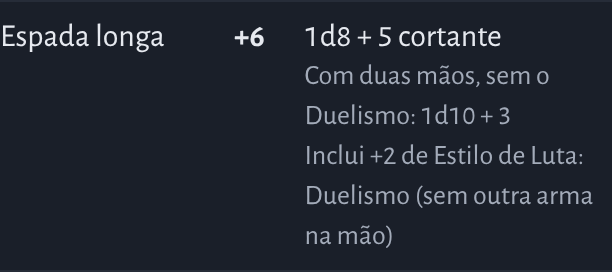 Espada longa +6 1d8 + 5 cortante
Com duas mãos, sem o
Duelismo: 1d10 + 3
Inclui +2 de Estilo de Luta:
Duelismo (sem outra arma
na mão)